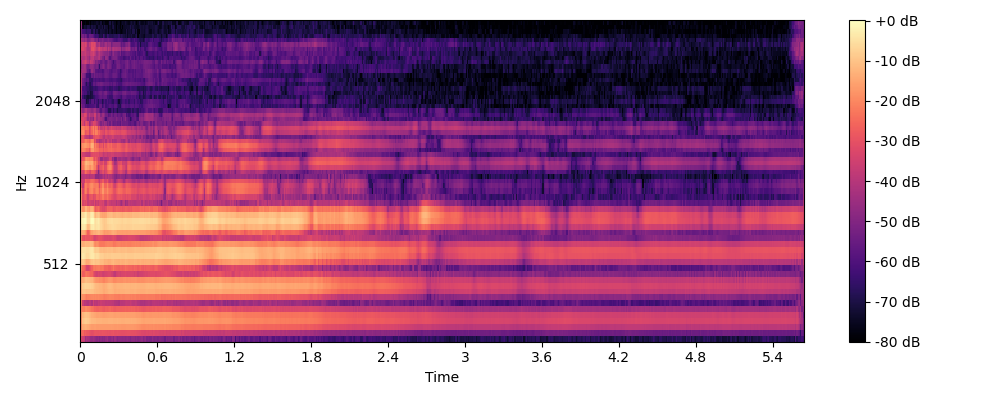 +0 dB
-10 dB
2048
-20 dB
-30 dB
Hz
1024
-40 dB
-50 dB
512
-60 dB
-70 dB
-80 dB
0 0.6 1.2 1.8 2.4 3 3.6 4.2 4.8 5.4
Time